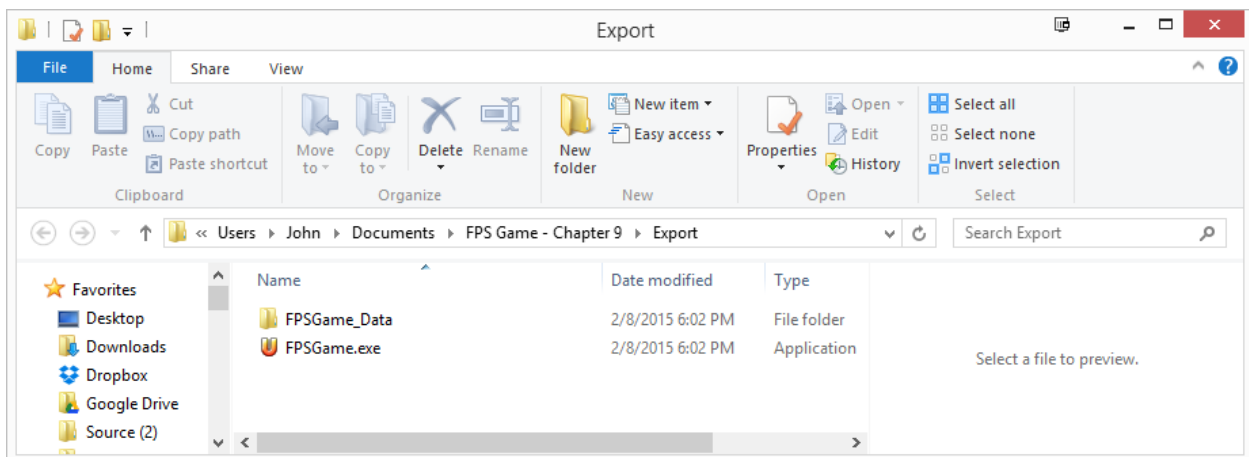 Export
File Home Share View
Copy
Paste
Cut
Copy path
Paste shortcut
Clipboard
Move to
Copy to
Delete
Rename
Organize
New folder
New item
Easy access
New
Properties
Open
Edit
History
Open
Select all
Select none
Invert selection
Select
« Users John Documents FPS Game - Chapter 9 Export
Search Export
Favorites
Desktop
Downloads
Dropbox
Google Drive
Source (2)
Name Date modified Type
FPSGame_Data 2/8/2015 6:02 PM File folder
FPSGame.exe 2/8/2015 6:02 PM Application
Select a file to preview.